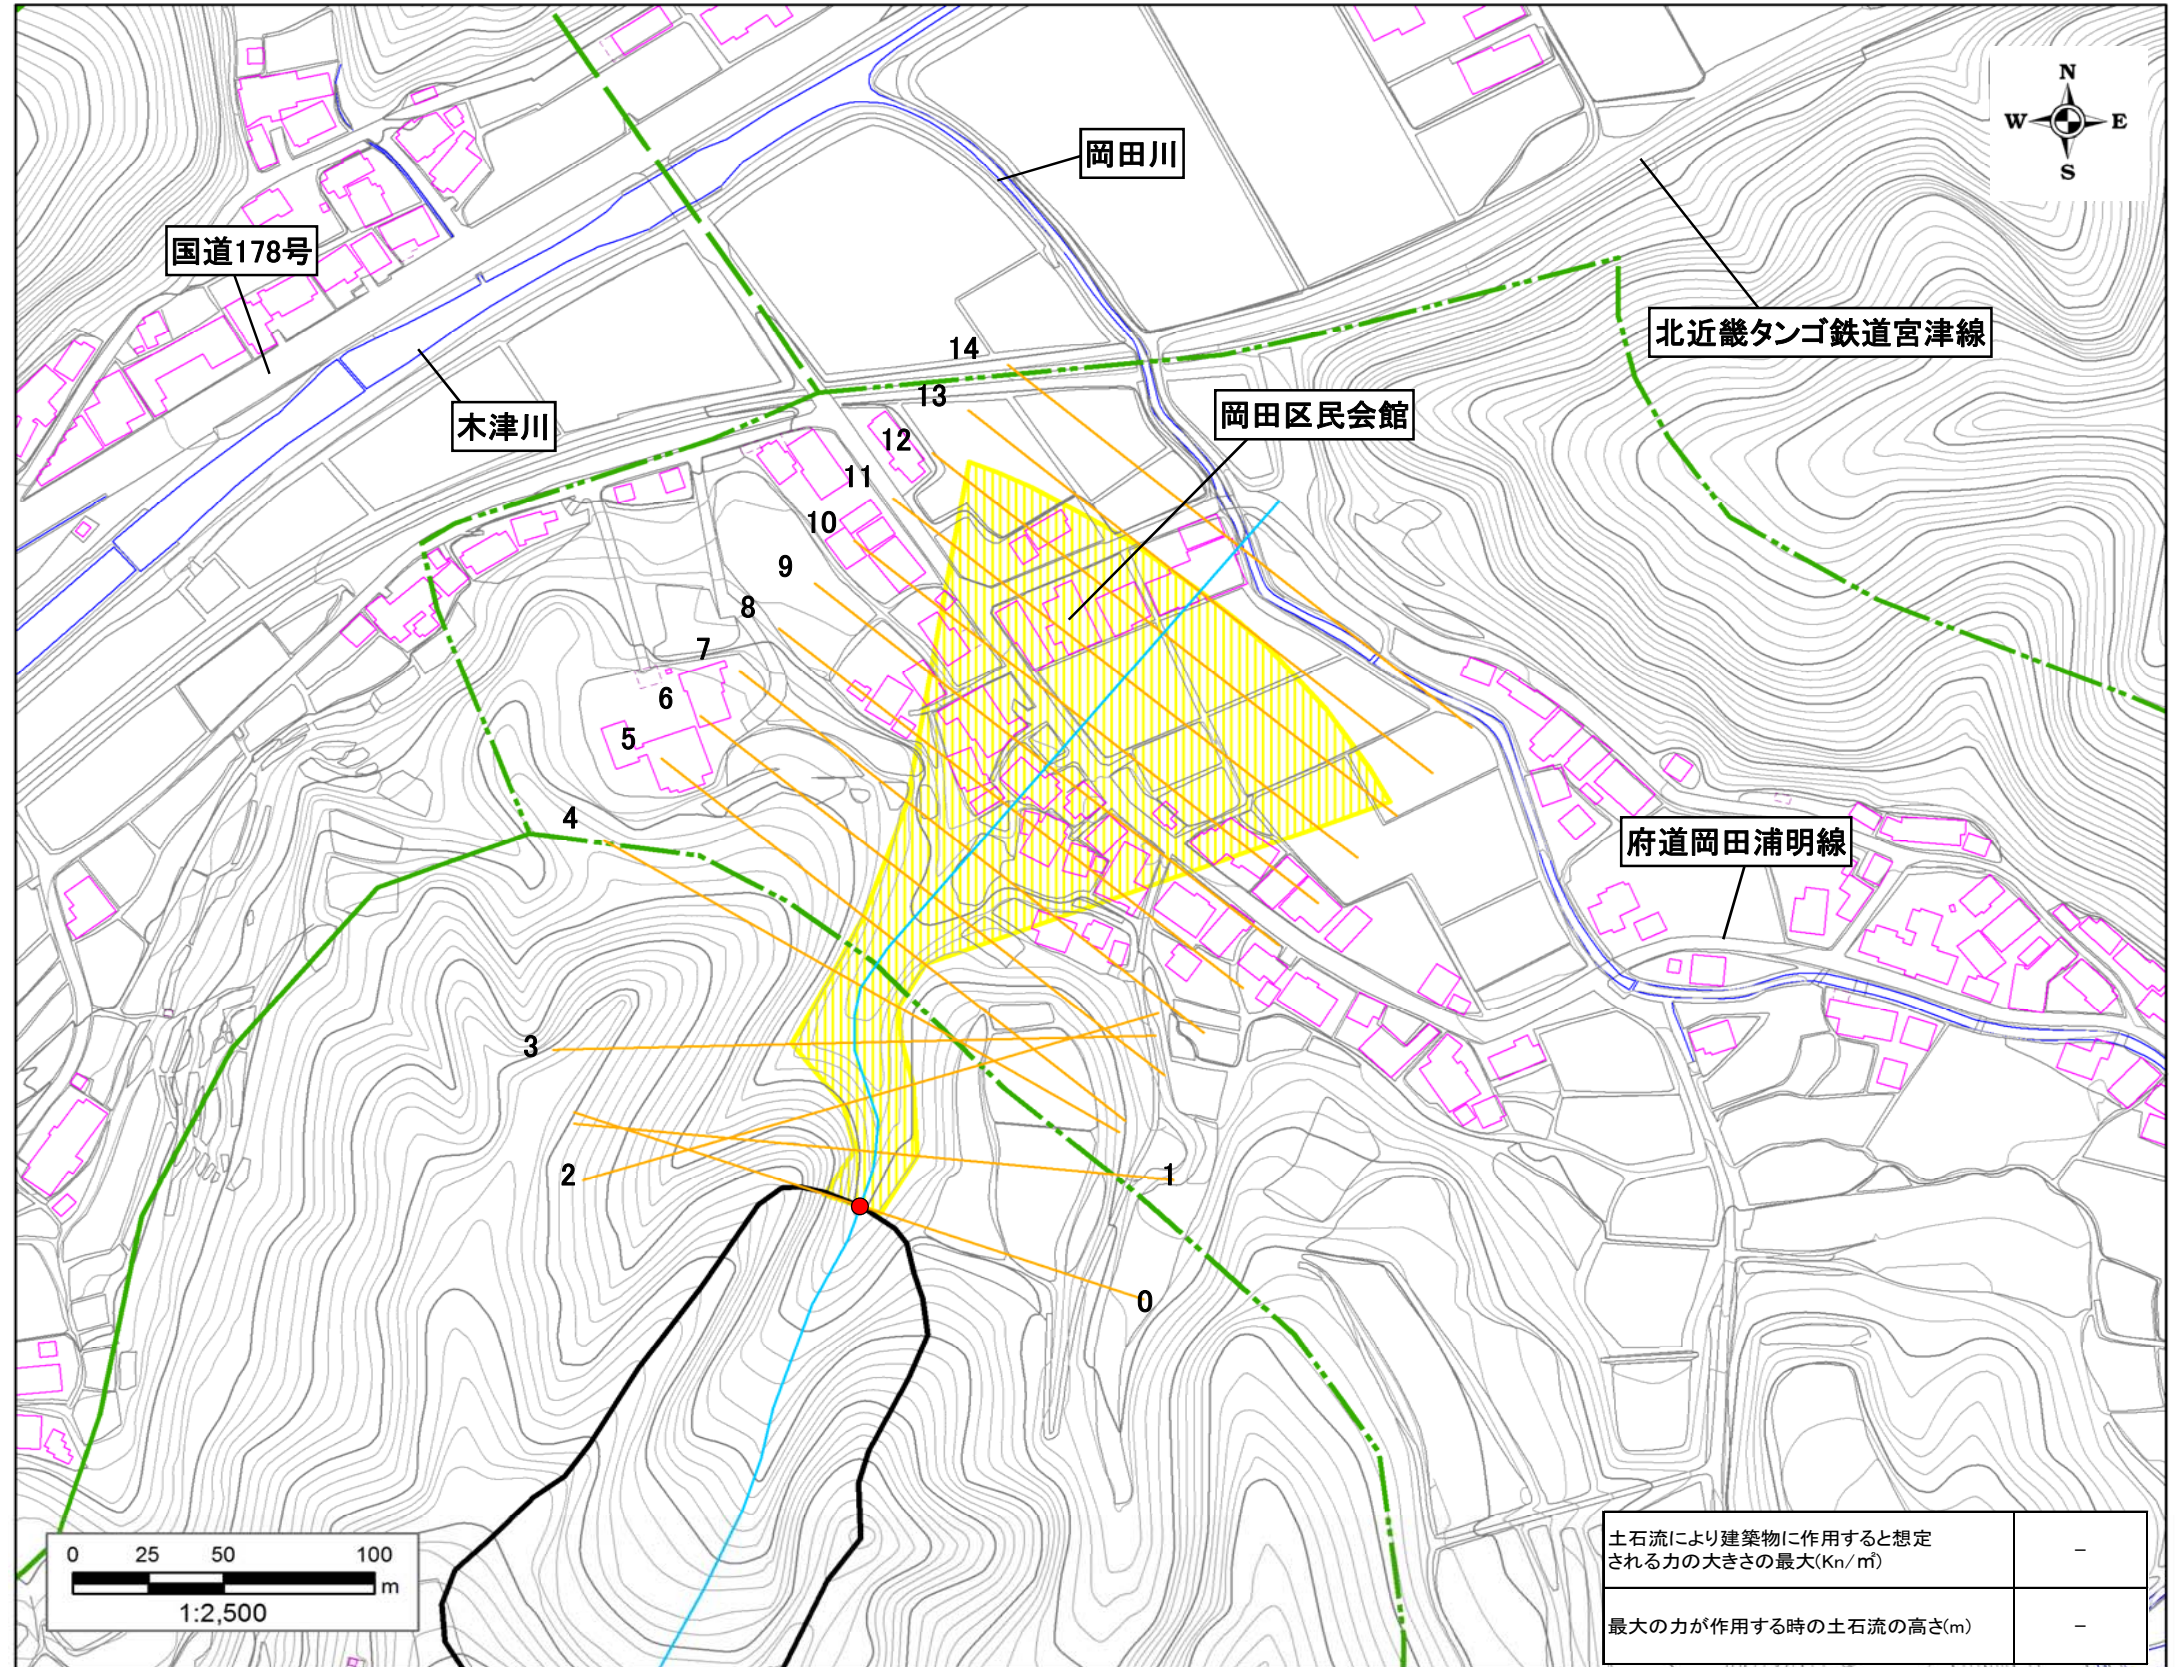 N
W E
S
岡田川
国道178号
北近畿タンゴ鉄道宮津線
14
13
岡田区民会館
木津川
12
11
10
9
8
7
6
5
4
府道岡田浦明線
3
2
1
0
0 25 50 100
m
1:2,500
土石流により建築物に作用すると想定
される力の大きさの最大(Kn/㎡)
−
最大の力が作用する時の土石流の高さ(m)
−